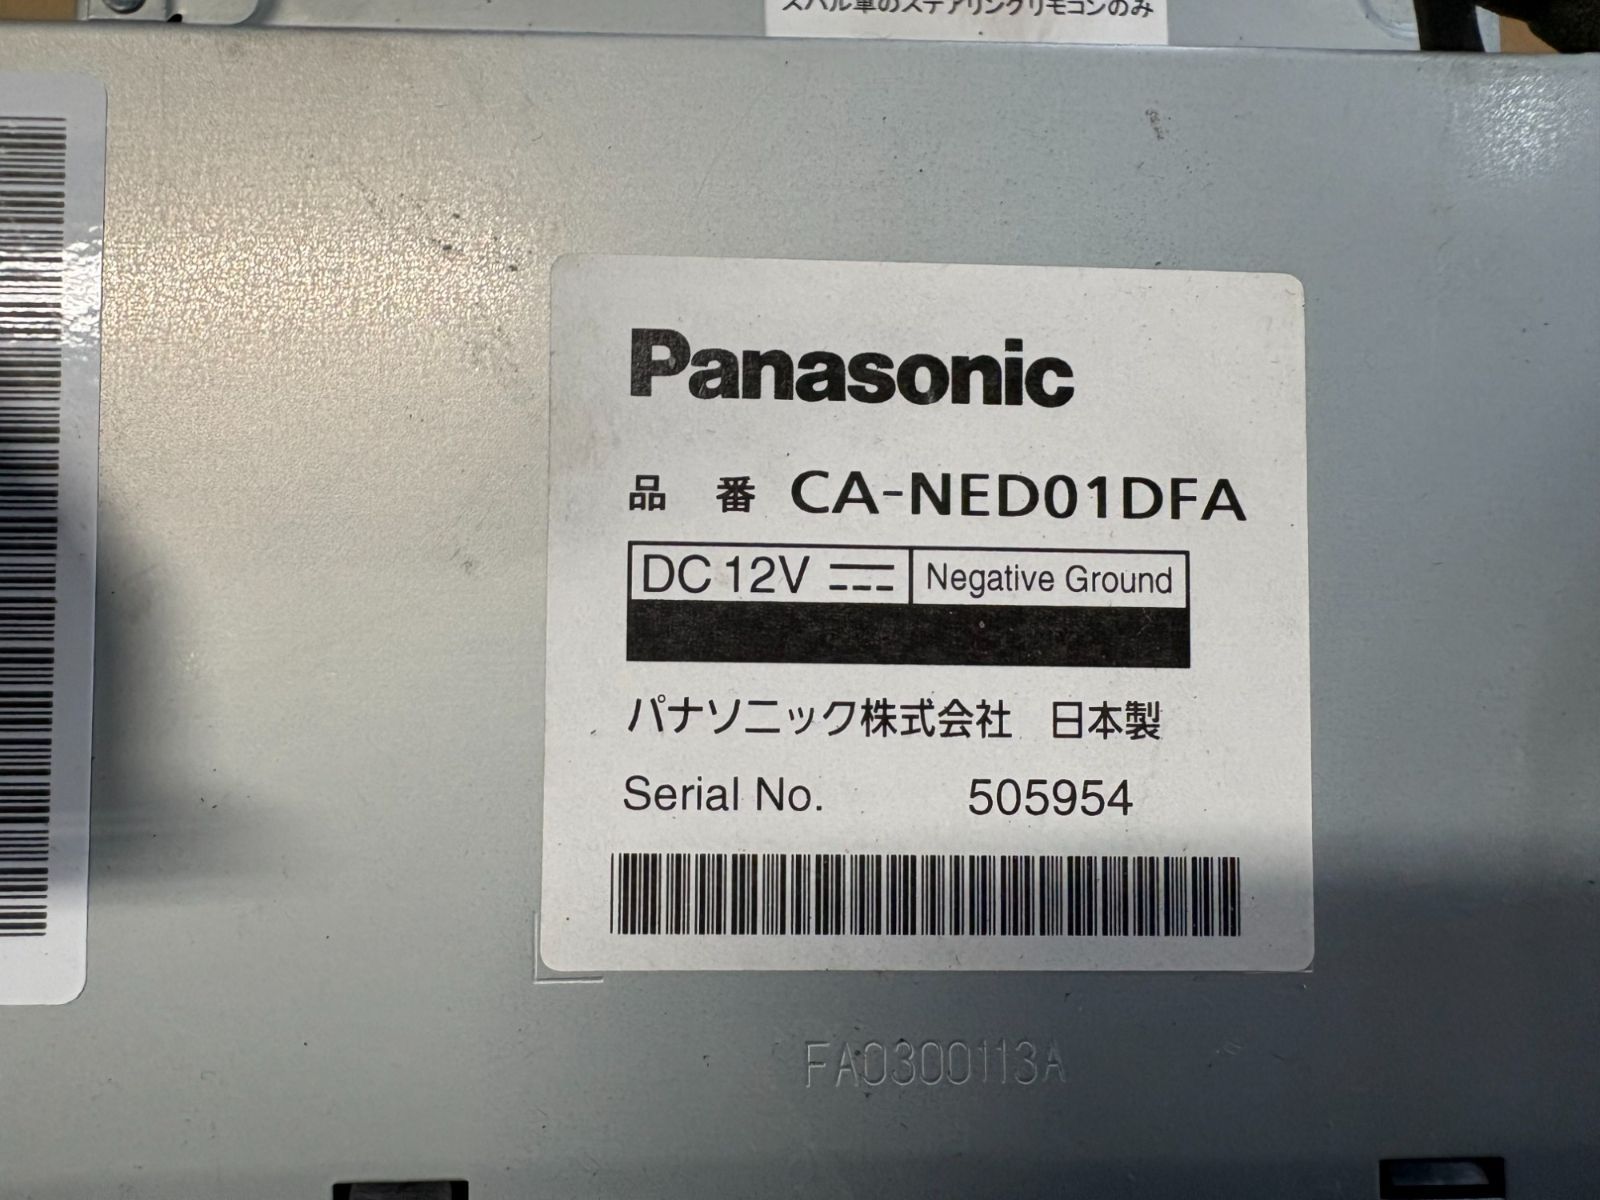 スバル車のステアリングリモコンのみ
Panasonic
品 番 CA-NED01DFA
DC 12V Negative Ground
パナソニック株式会社 日本製
Serial No. 505954
FA0300113A